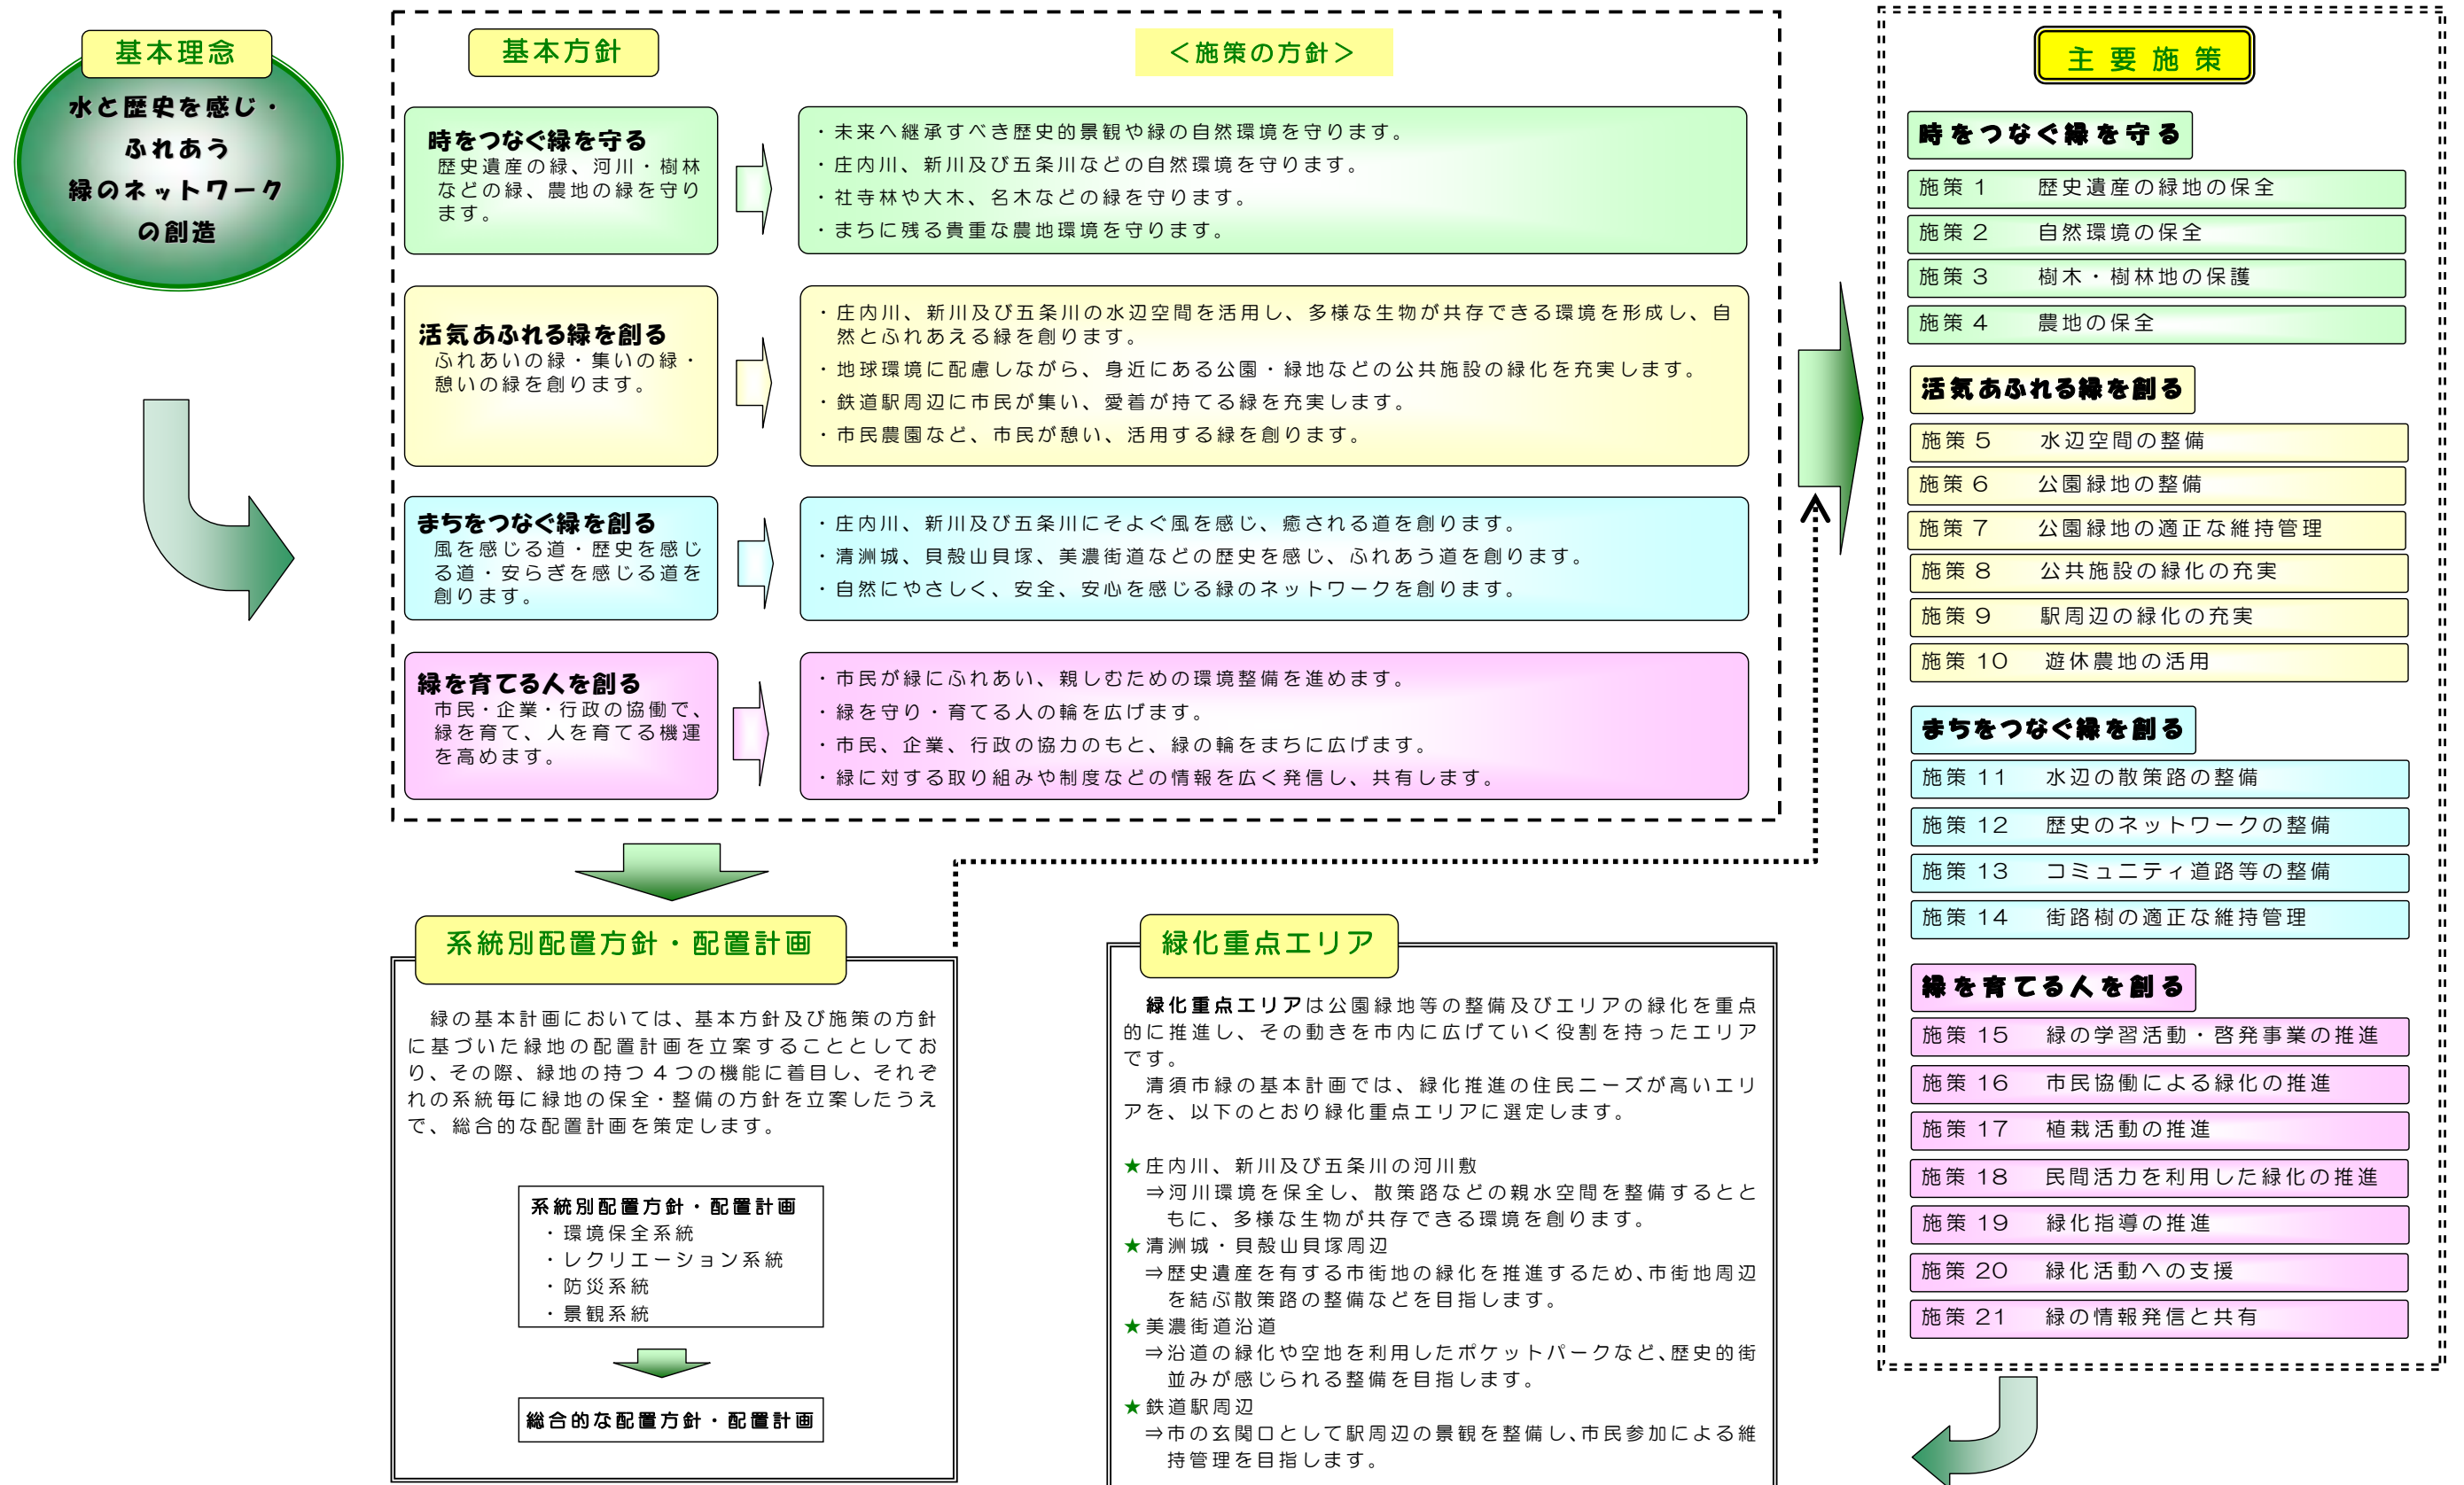 基本理念
水と歴史を感じ・
ふれあう
緑のネットワーク
の創造
基本方針
＜施策の方針＞
時をつなぐ緑を守る
歴史遺産の緑、河川・樹林
などの緑、農地の緑を守り
ます。
・未来へ継承すべき歴史的景観や緑の自然環境を守ります。
・庄内川、新川及び五条川などの自然環境を守ります。
・社寺林や大木、名木などの緑を守ります。
・まちに残る貴重な農地環境を守ります。
活気あふれる緑を創る
ふれあいの緑・集いの緑・
憩いの緑を創ります。
・庄内川、新川及び五条川の水辺空間を活用し、多様な生物が共存できる環境を形成し、自
然とふれあえる緑を創ります。
・地球環境に配慮しながら、身近にある公園・緑地などの公共施設の緑化を充実します。
・鉄道駅周辺に市民が集い、愛着が持てる緑を充実します。
・市民農園など、市民が憩い、活用する緑を創ります。
まちをつなぐ緑を創る
風を感じる道・歴史を感じ
る道・安らぎを感じる道を
創ります。
・庄内川、新川及び五条川にそよぐ風を感じ、癒される道を創ります。
・清洲城、貝殻山貝塚、美濃街道などの歴史を感じ、ふれあう道を創ります。
・自然にやさしく、安全、安心を感じる緑のネットワークを創ります。
緑を育てる人を創る
市民・企業・行政の協働で、
緑を育て、人を育てる機運
を高めます。
・市民が緑にふれあい、親しむための環境整備を進めます。
・緑を守り・育てる人の輪を広げます。
・市民、企業、行政の協力のもと、緑の輪をまちに広げます。
・緑に対する取り組みや制度などの情報を広く発信し、共有します。
系統別配置方針・配置計画
緑の基本計画においては、基本方針及び施策の方針
に基づいた緑地の配置計画を立案することとしてお
り、その際、緑地の持つ 4 つの機能に着目し、それぞ
れの系統毎に緑地の保全・整備の方針を立案したうえ
で、総合的な配置計画を策定します。
系統別配置方針・配置計画
・環境保全系統
・レクリエーション系統
・防災系統
・景観系統
総合的な配置方針・配置計画
緑化重点エリア
緑化重点エリアは公園緑地等の整備及びエリアの緑化を重点
的に推進し、その動きを市内に広げていく役割を持ったエリア
です。
清須市緑の基本計画では、緑化推進の住民ニーズが高いエリ
アを、以下のとおり緑化重点エリアに選定します。
★庄内川、新川及び五条川の河川敷
⇒河川環境を保全し、散策路などの親水空間を整備するとと
もに、多様な生物が共存できる環境を創ります。
★清洲城・貝殻山貝塚周辺
⇒歴史遺産を有する市街地の緑化を推進するため、市街地周辺
を結ぶ散策路の整備などを目指します。
★美濃街道沿道
⇒沿道の緑化や空地を利用したポケットパークなど、歴史的街
並みが感じられる整備を目指します。
★鉄道駅周辺
⇒市の玄関口として駅周辺の景観を整備し、市民参加による維
持管理を目指します。
主要施策
時をつなぐ緑を守る
施策 1 歴史遺産の緑地の保全
施策 2 自然環境の保全
施策 3 樹木・樹林地の保護
施策 4 農地の保全
活気あふれる緑を創る
施策 5 水辺空間の整備
施策 6 公園緑地の整備
施策 7 公園緑地の適正な維持管理
施策 8 公共施設の緑化の充実
施策 9 駅周辺の緑化の充実
施策 10 遊休農地の活用
まちをつなぐ緑を創る
施策 11 水辺の散策路の整備
施策 12 歴史のネットワークの整備
施策 13 コミュニティ道路等の整備
施策 14 街路樹の適正な維持管理
緑を育てる人を創る
施策 15 緑の学習活動・啓発事業の推進
施策 16 市民協働による緑化の推進
施策 17 植栽活動の推進
施策 18 民間活力を利用した緑化の推進
施策 19 緑化指導の推進
施策 20 緑化活動への支援
施策 21 緑の情報発信と共有